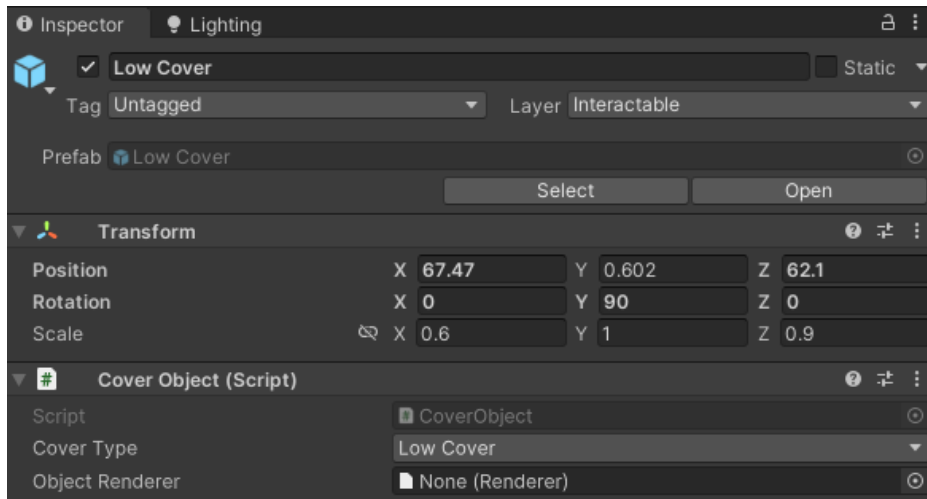 Inspector Lighting
Low Cover Static
Tag Untagged Layer Interactable
Prefab Low Cover
Select Open
Transform
Position X 67.47 Y 0.602 Z 62.1
Rotation X 0 Y 90 Z 0
Scale X 0.6 Y 1 Z 0.9
# Cover Object (Script)
Script # CoverObject
Cover Type Low Cover
Object Renderer None (Renderer)